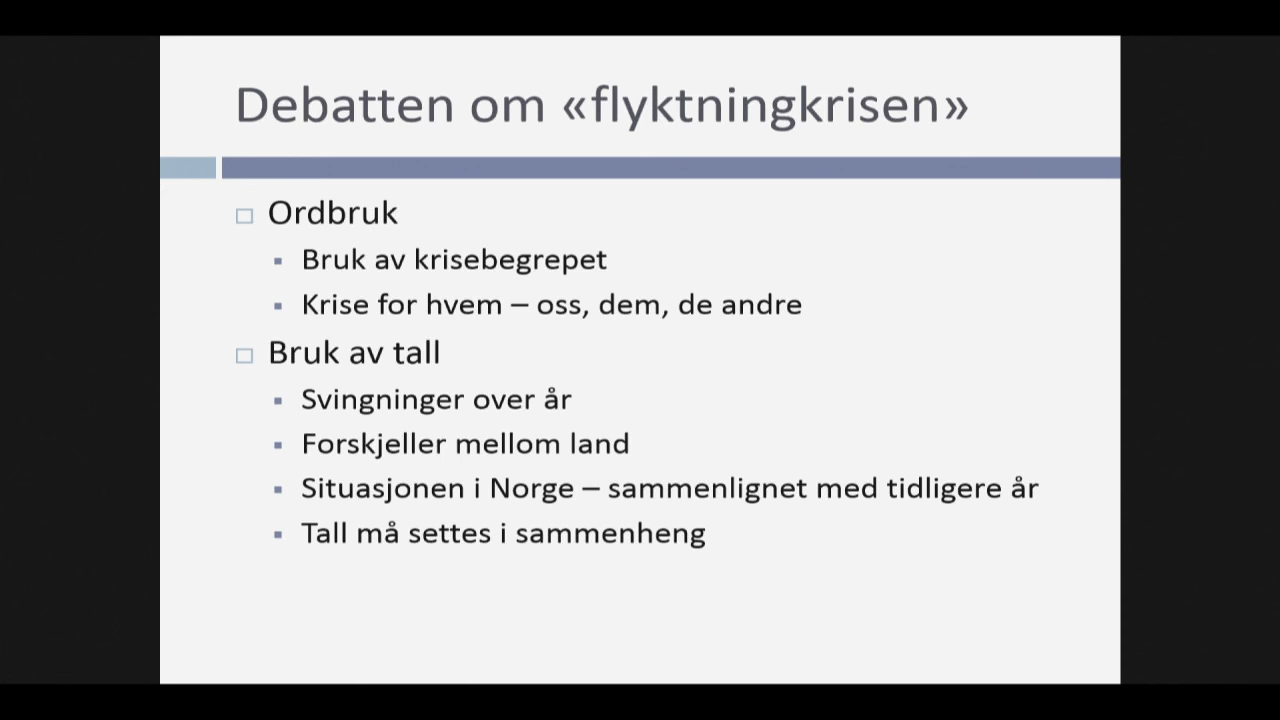 Debatten om «flyktningkrisen»
Ordbruk
Bruk av krisebegrepet
Krise for hvem – oss, dem, de andre
Bruk av tall
Svingninger over år
Forskjeller mellom land
Situasjonen i Norge – sammenlignet med tidligere år
Tall må settes i sammenheng